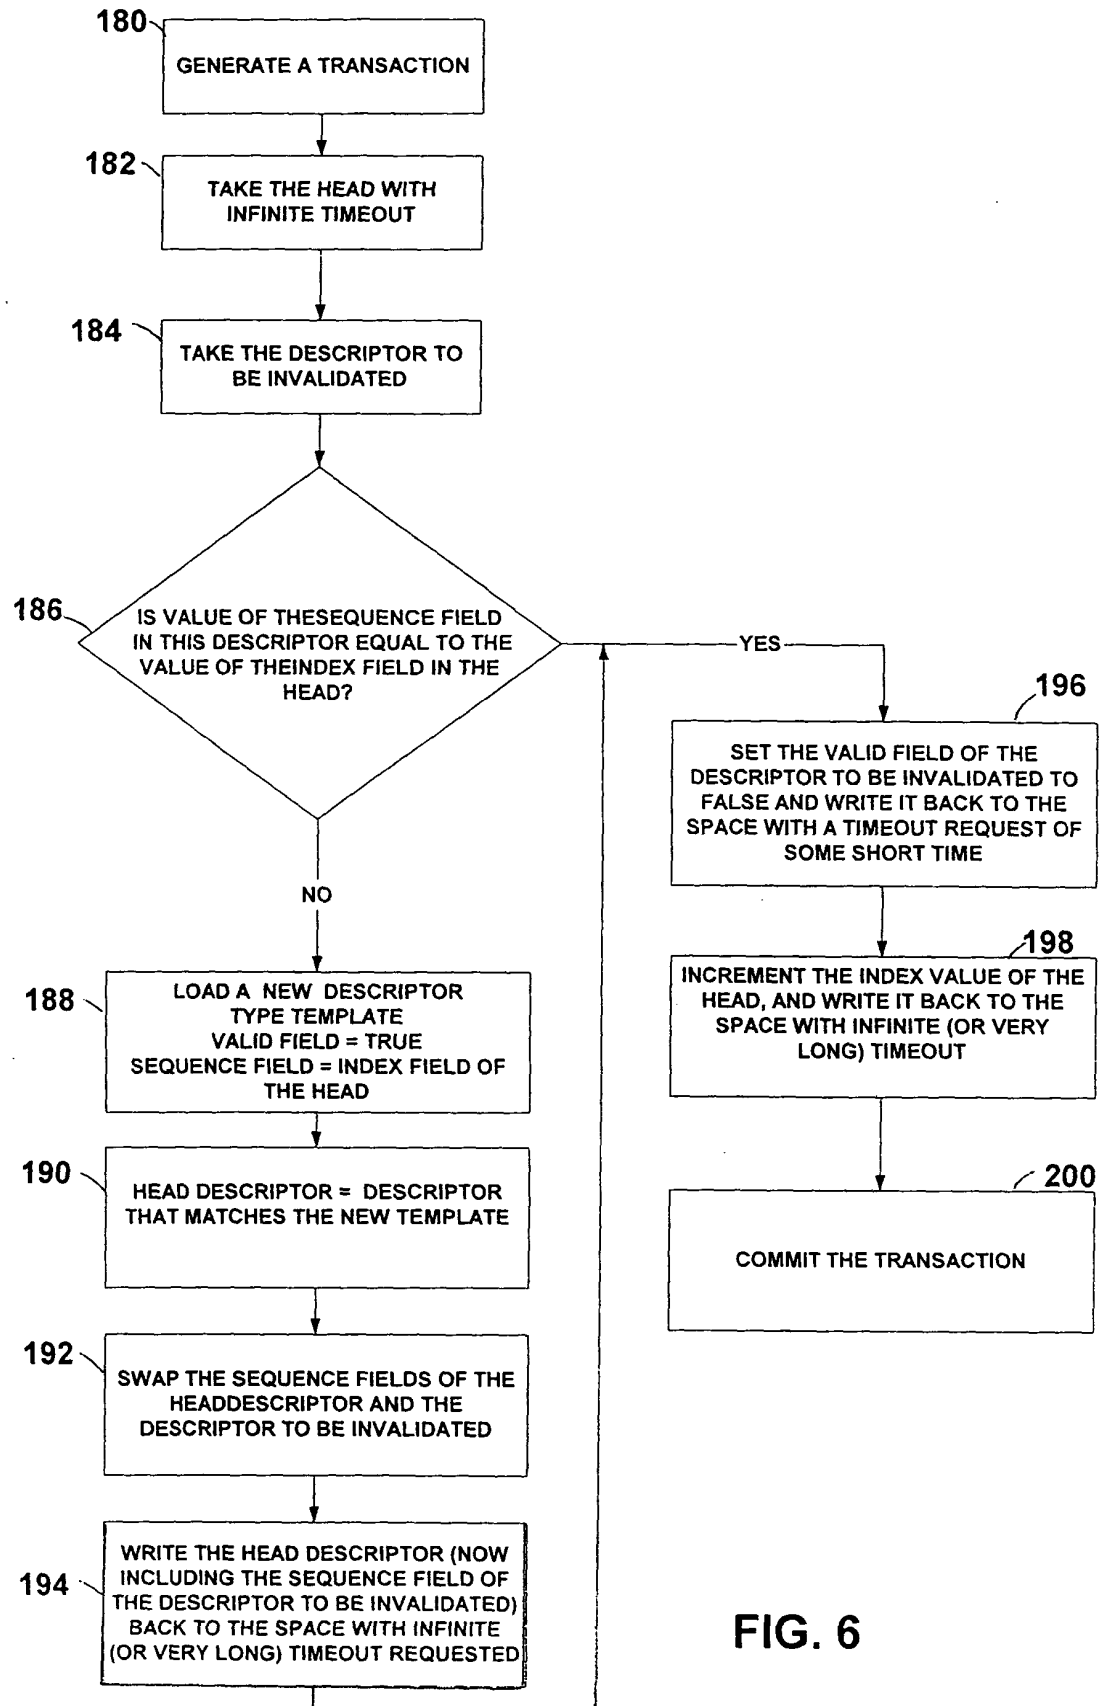 180
GENERATE A TRANSACTION
182
TAKE THE HEAD WITH
INFINITE TIMEOUT
184
TAKE THE DESCRIPTOR TO
BE INVALIDATED
186
IS VALUE OF THESEQUENCE FIELD
IN THIS DESCRIPTOR EQUAL TO THE
VALUE OF THEINDEX FIELD IN THE
HEAD?
YES
NO
188
LOAD A NEW DESCRIPTOR
TYPE TEMPLATE
VALID FIELD = TRUE
SEQUENCE FIELD = INDEX FIELD OF
THE HEAD
190
HEAD DESCRIPTOR = DESCRIPTOR
THAT MATCHES THE NEW TEMPLATE
192
SWAP THE SEQUENCE FIELDS OF THE
HEADDESCRIPTOR AND THE
DESCRIPTOR TO BE INVALIDATED
194
WRITE THE HEAD DESCRIPTOR (NOW
INCLUDING THE SEQUENCE FIELD OF
THE DESCRIPTOR TO BE INVALIDATED)
BACK TO THE SPACE WITH INFINITE
(OR VERY LONG) TIMEOUT REQUESTED
196
SET THE VALID FIELD OF THE
DESCRIPTOR TO BE INVALIDATED TO
FALSE AND WRITE IT BACK TO THE
SPACE WITH A TIMEOUT REQUEST OF
SOME SHORT TIME
198
INCREMENT THE INDEX VALUE OF THE
HEAD, AND WRITE IT BACK TO THE
SPACE WITH INFINITE (OR VERY
LONG) TIMEOUT
200
COMMIT THE TRANSACTION
FIG. 6